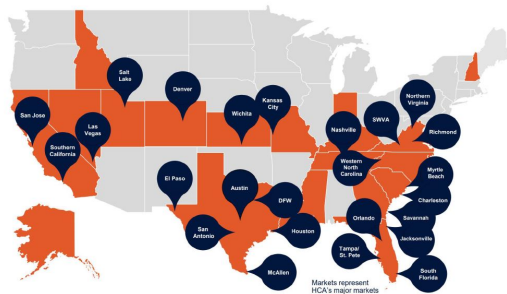 Salt
Lake
Denver
Kansas
City
Wichita
San Jose
Las
Vegas
Southern
California
Northern
Virginia
SWVA
Nashville
Richmond
Western
North
Carolina
Myrtle
Beach
El Paso
Austin
DFW
Charleston
Savannah
Orlando
San
Antonio
Houston
Jacksonville
Tampa/
St. Pete
McAllen
South
Florida
Markets represent
HCA's major markets